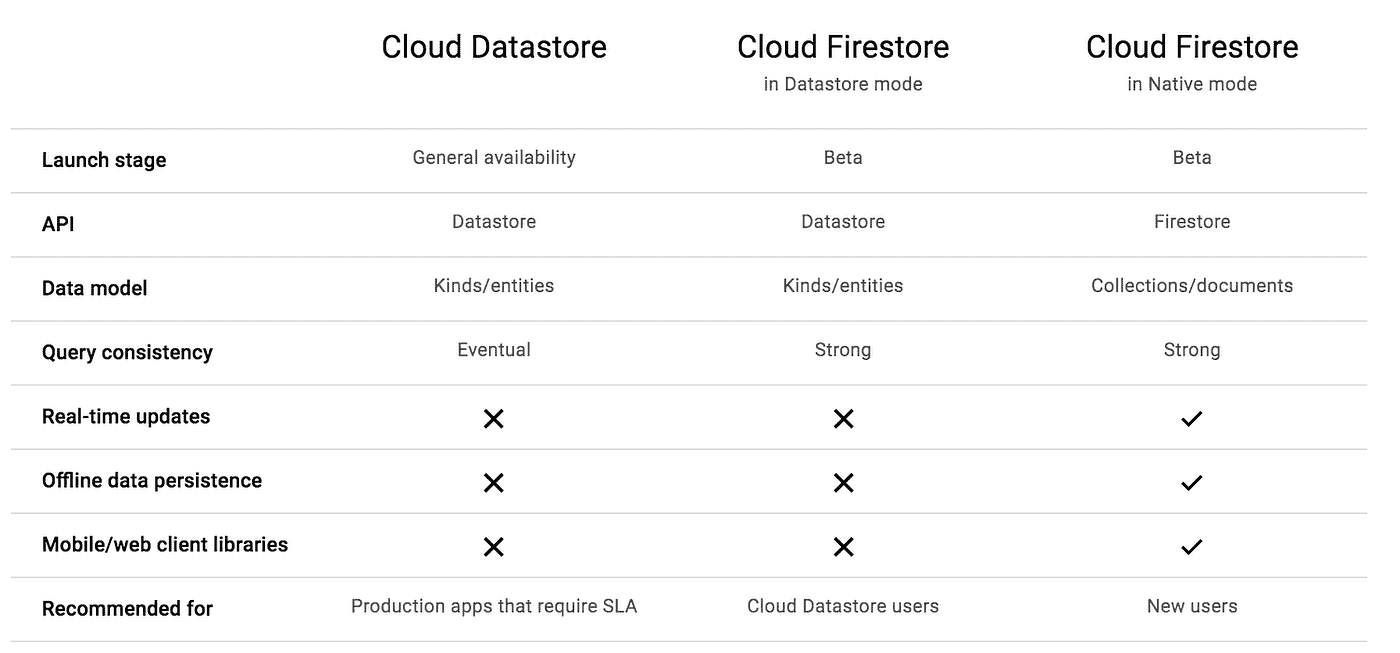 Cloud Datastore Cloud Firestore Cloud Firestore
in Datastore mode in Native mode
Launch stage General availability Beta Beta
API Datastore Datastore Firestore
Data model Kinds/entities Kinds/entities Collections/documents
Query consistency Eventual Strong Strong
Real-time updates
Offline data persistence
Mobile/web client libraries
Recommended for Production apps that require SLA Cloud Datastore users New users